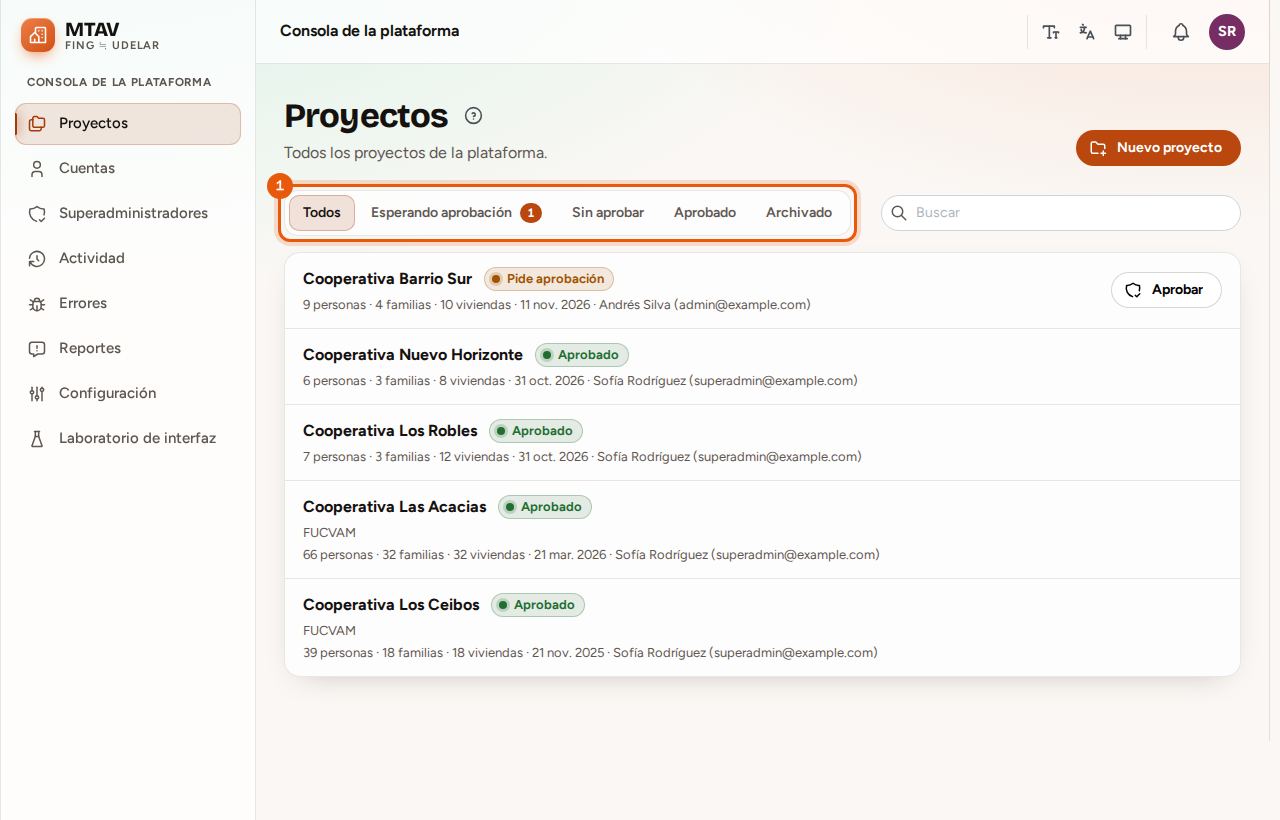 MTAV
FING ≒ UDELAR
CONSOLA DE LA PLATAFORMA
Proyectos
Cuentas
Superadministradores
Actividad
Errores
Reportes
Configuración
Laboratorio de interfaz
Consola de la plataforma
SR
Proyectos
Todos los proyectos de la plataforma.
Nuevo proyecto
1
Todos
Esperando aprobación 1
Sin aprobar
Aprobado
Archivado
Buscar
Cooperativa Barrio Sur Pide aprobación
9 personas · 4 familias · 10 viviendas · 11 nov. 2026 · Andrés Silva (admin@example.com)
Aprobar
Cooperativa Nuevo Horizonte Aprobado
6 personas · 3 familias · 8 viviendas · 31 oct. 2026 · Sofía Rodríguez (superadmin@example.com)
Cooperativa Los Robles Aprobado
7 personas · 3 familias · 12 viviendas · 31 oct. 2026 · Sofía Rodríguez (superadmin@example.com)
Cooperativa Las Acacias Aprobado
FUCVAM
66 personas · 32 familias · 32 viviendas · 21 mar. 2026 · Sofía Rodríguez (superadmin@example.com)
Cooperativa Los Ceibos Aprobado
FUCVAM
39 personas · 18 familias · 18 viviendas · 21 nov. 2025 · Sofía Rodríguez (superadmin@example.com)